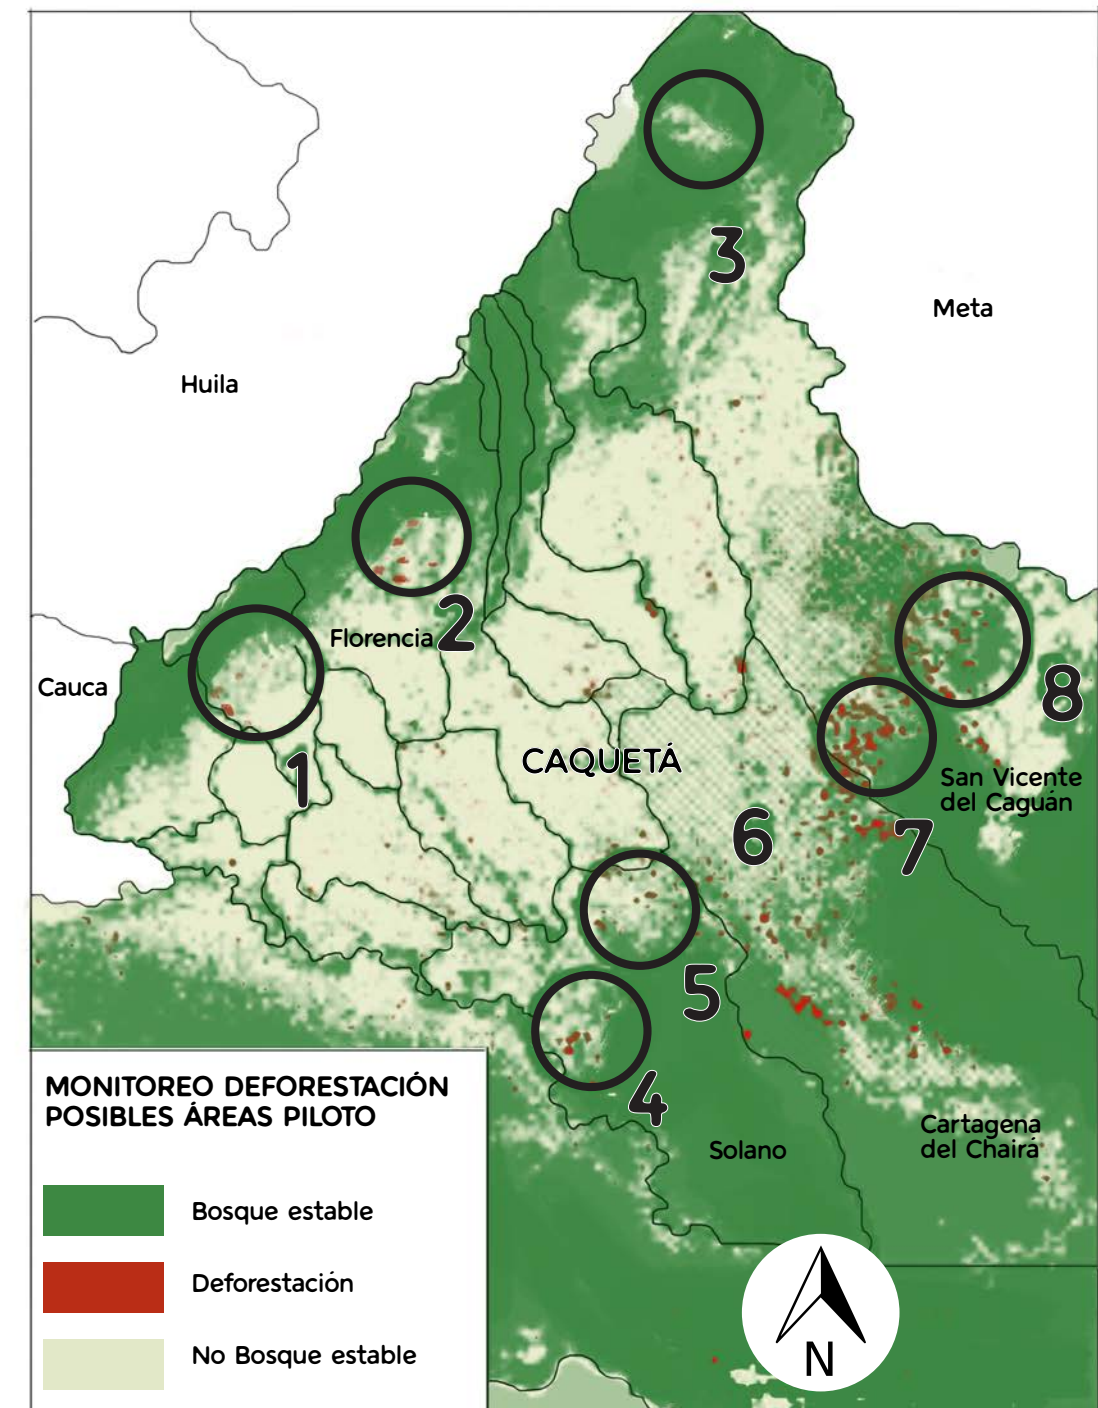 3
Meta
Huila
2
Florencia
Cauca
8
1
CAQUETÁ
San Vicente
del Caguán
6
7
5
4
Cartagena
del Chairá
Solano
MONITOREO DEFORESTACIÓN
POSIBLES ÁREAS PILOTO
Bosque estable
Deforestación
No Bosque estable
N